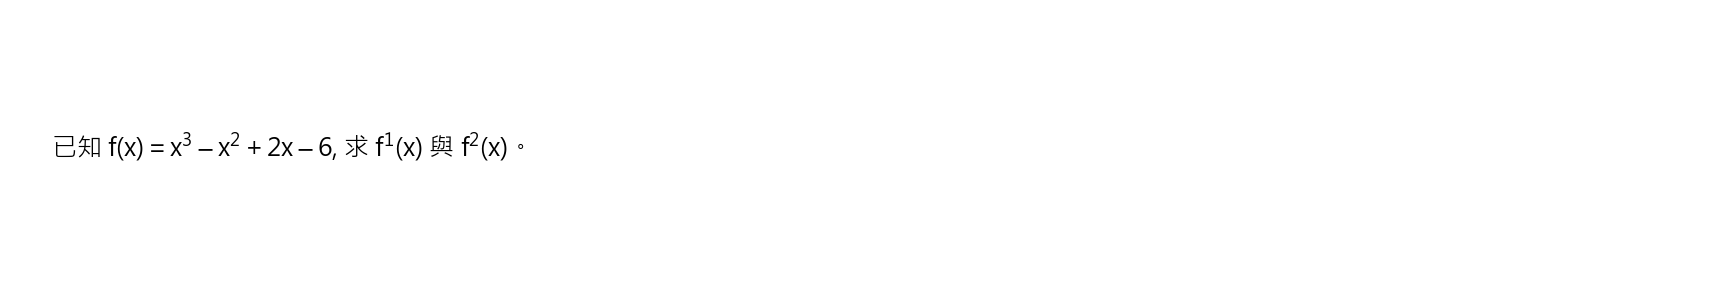 已知 f(x) = x³ – x² + 2x – 6, 求 f¹(x) 與 f²(x)。